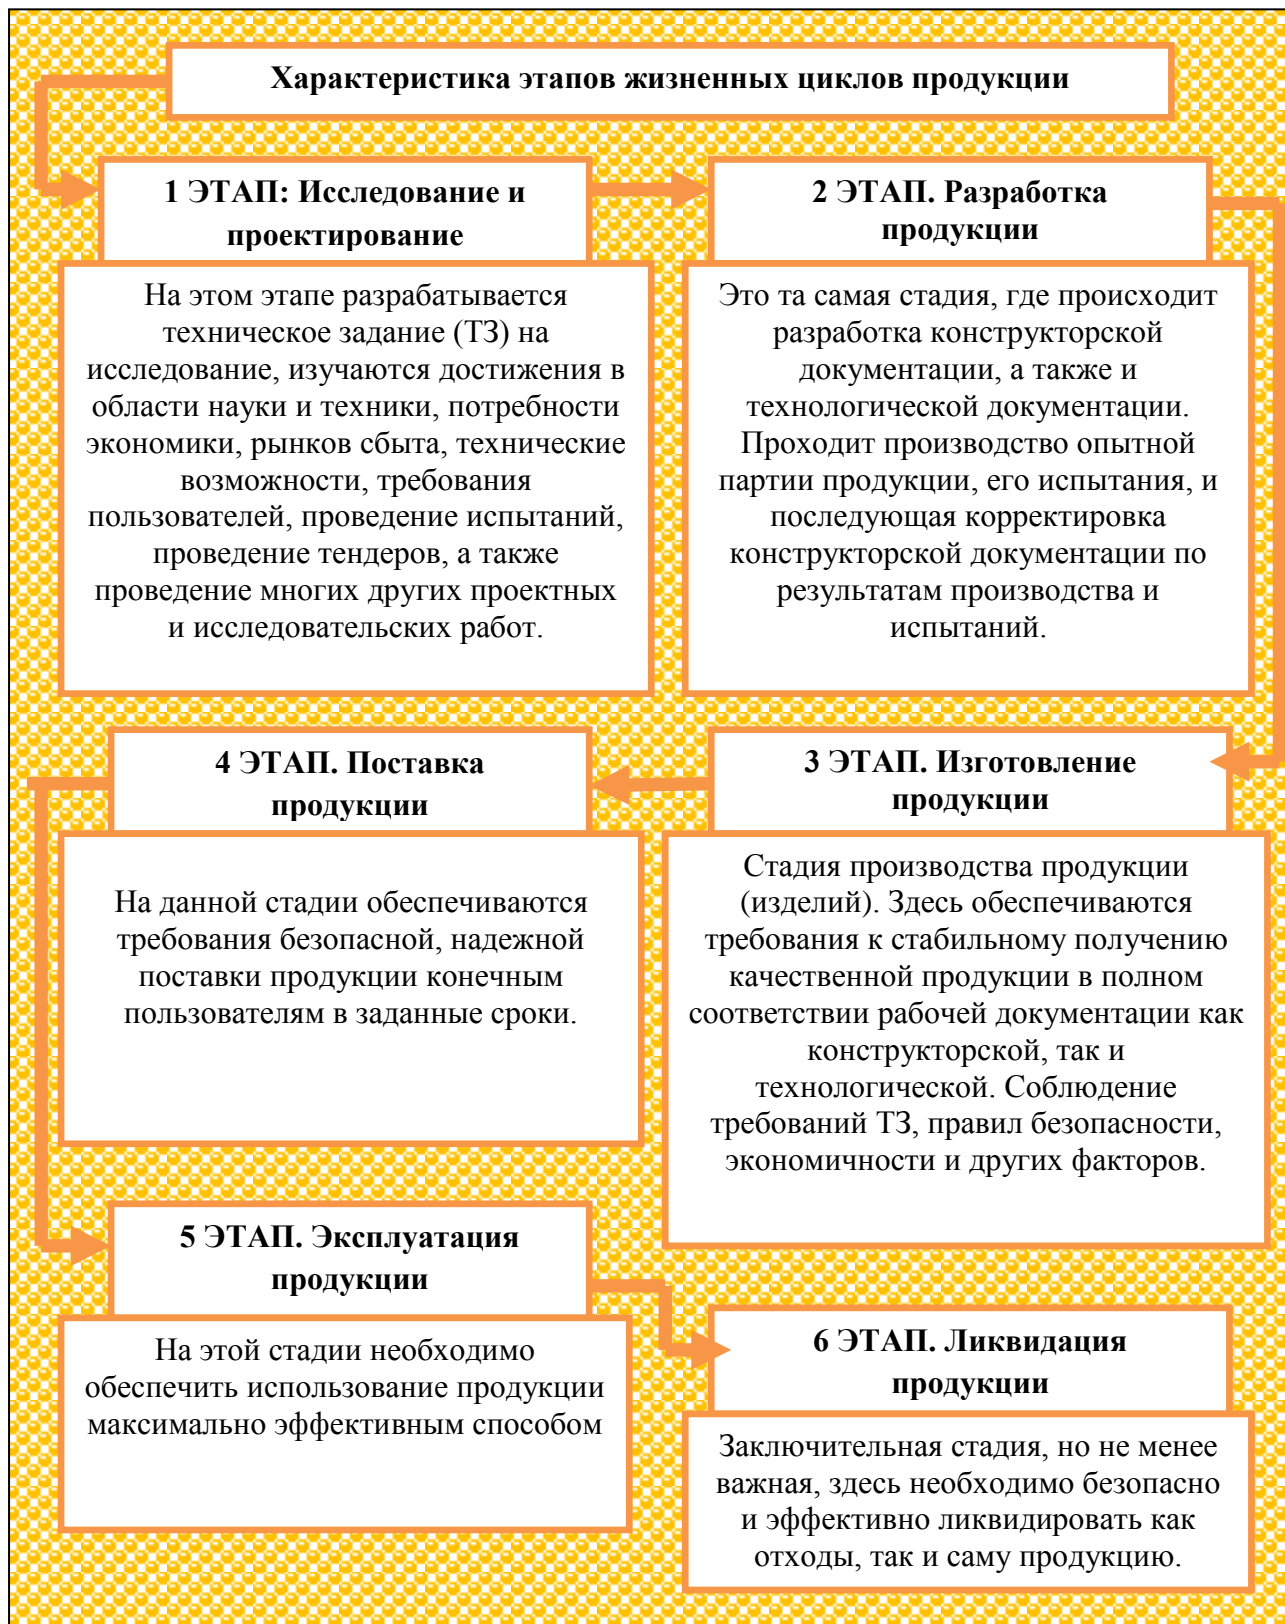 Характеристика этапов жизненных циклов продукции
1 ЭТАП: Исследование и
проектирование
На этом этапе разрабатывается
техническое задание (ТЗ) на
исследование, изучаются достижения в
области науки и техники, потребности
экономики, рынков сбыта, технические
возможности, требования
пользователей, проведение испытаний,
проведение тендеров, а также
проведение многих других проектных
и исследовательских работ.
2 ЭТАП. Разработка
продукции
Это та самая стадия, где происходит
разработка конструкторской
документации, а также и
технологической документации.
Проходит производство опытной
партии продукции, его испытания, и
последующая корректировка
конструкторской документации по
результатам производства и
испытаний.
3 ЭТАП. Изготовление
продукции
Стадия производства продукции
(изделий). Здесь обеспечиваются
требования к стабильному получению
качественной продукции в полном
соответствии рабочей документации как
конструкторской, так и
технологической. Соблюдение
требований ТЗ, правил безопасности,
экономичности и других факторов.
4 ЭТАП. Поставка
продукции
На данной стадии обеспечиваются
требования безопасной, надежной
поставки продукции конечным
пользователям в заданные сроки.
5 ЭТАП. Эксплуатация
продукции
На этой стадии необходимо
обеспечить использование продукции
максимально эффективным способом
6 ЭТАП. Ликвидация
продукции
Заключительная стадия, но не менее
важная, здесь необходимо безопасно
и эффективно ликвидировать как
отходы, так и саму продукцию.